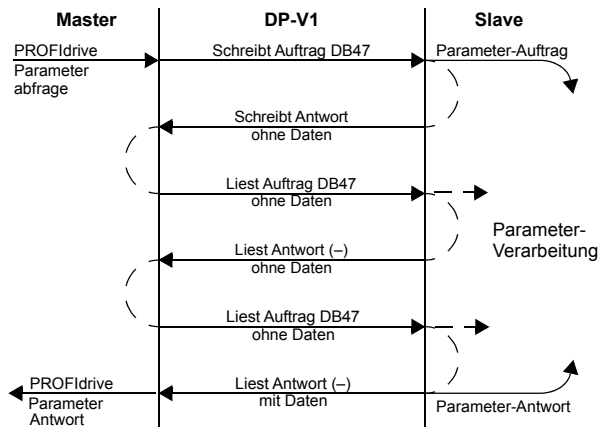 Master DP-V1 Slave
PROFIdrive Schreibt Auftrag DB47 Parameter-Auftrag
Parameter
abfrage
Schreibt Antwort
ohne Daten
Liest Auftrag DB47
ohne Daten
Parameter-
Verarbeitung
Liest Antwort (–)
ohne Daten
Liest Auftrag DB47
ohne Daten
PROFIdrive Liest Antwort (–)
Parameter mit Daten Parameter-Antwort
Antwort